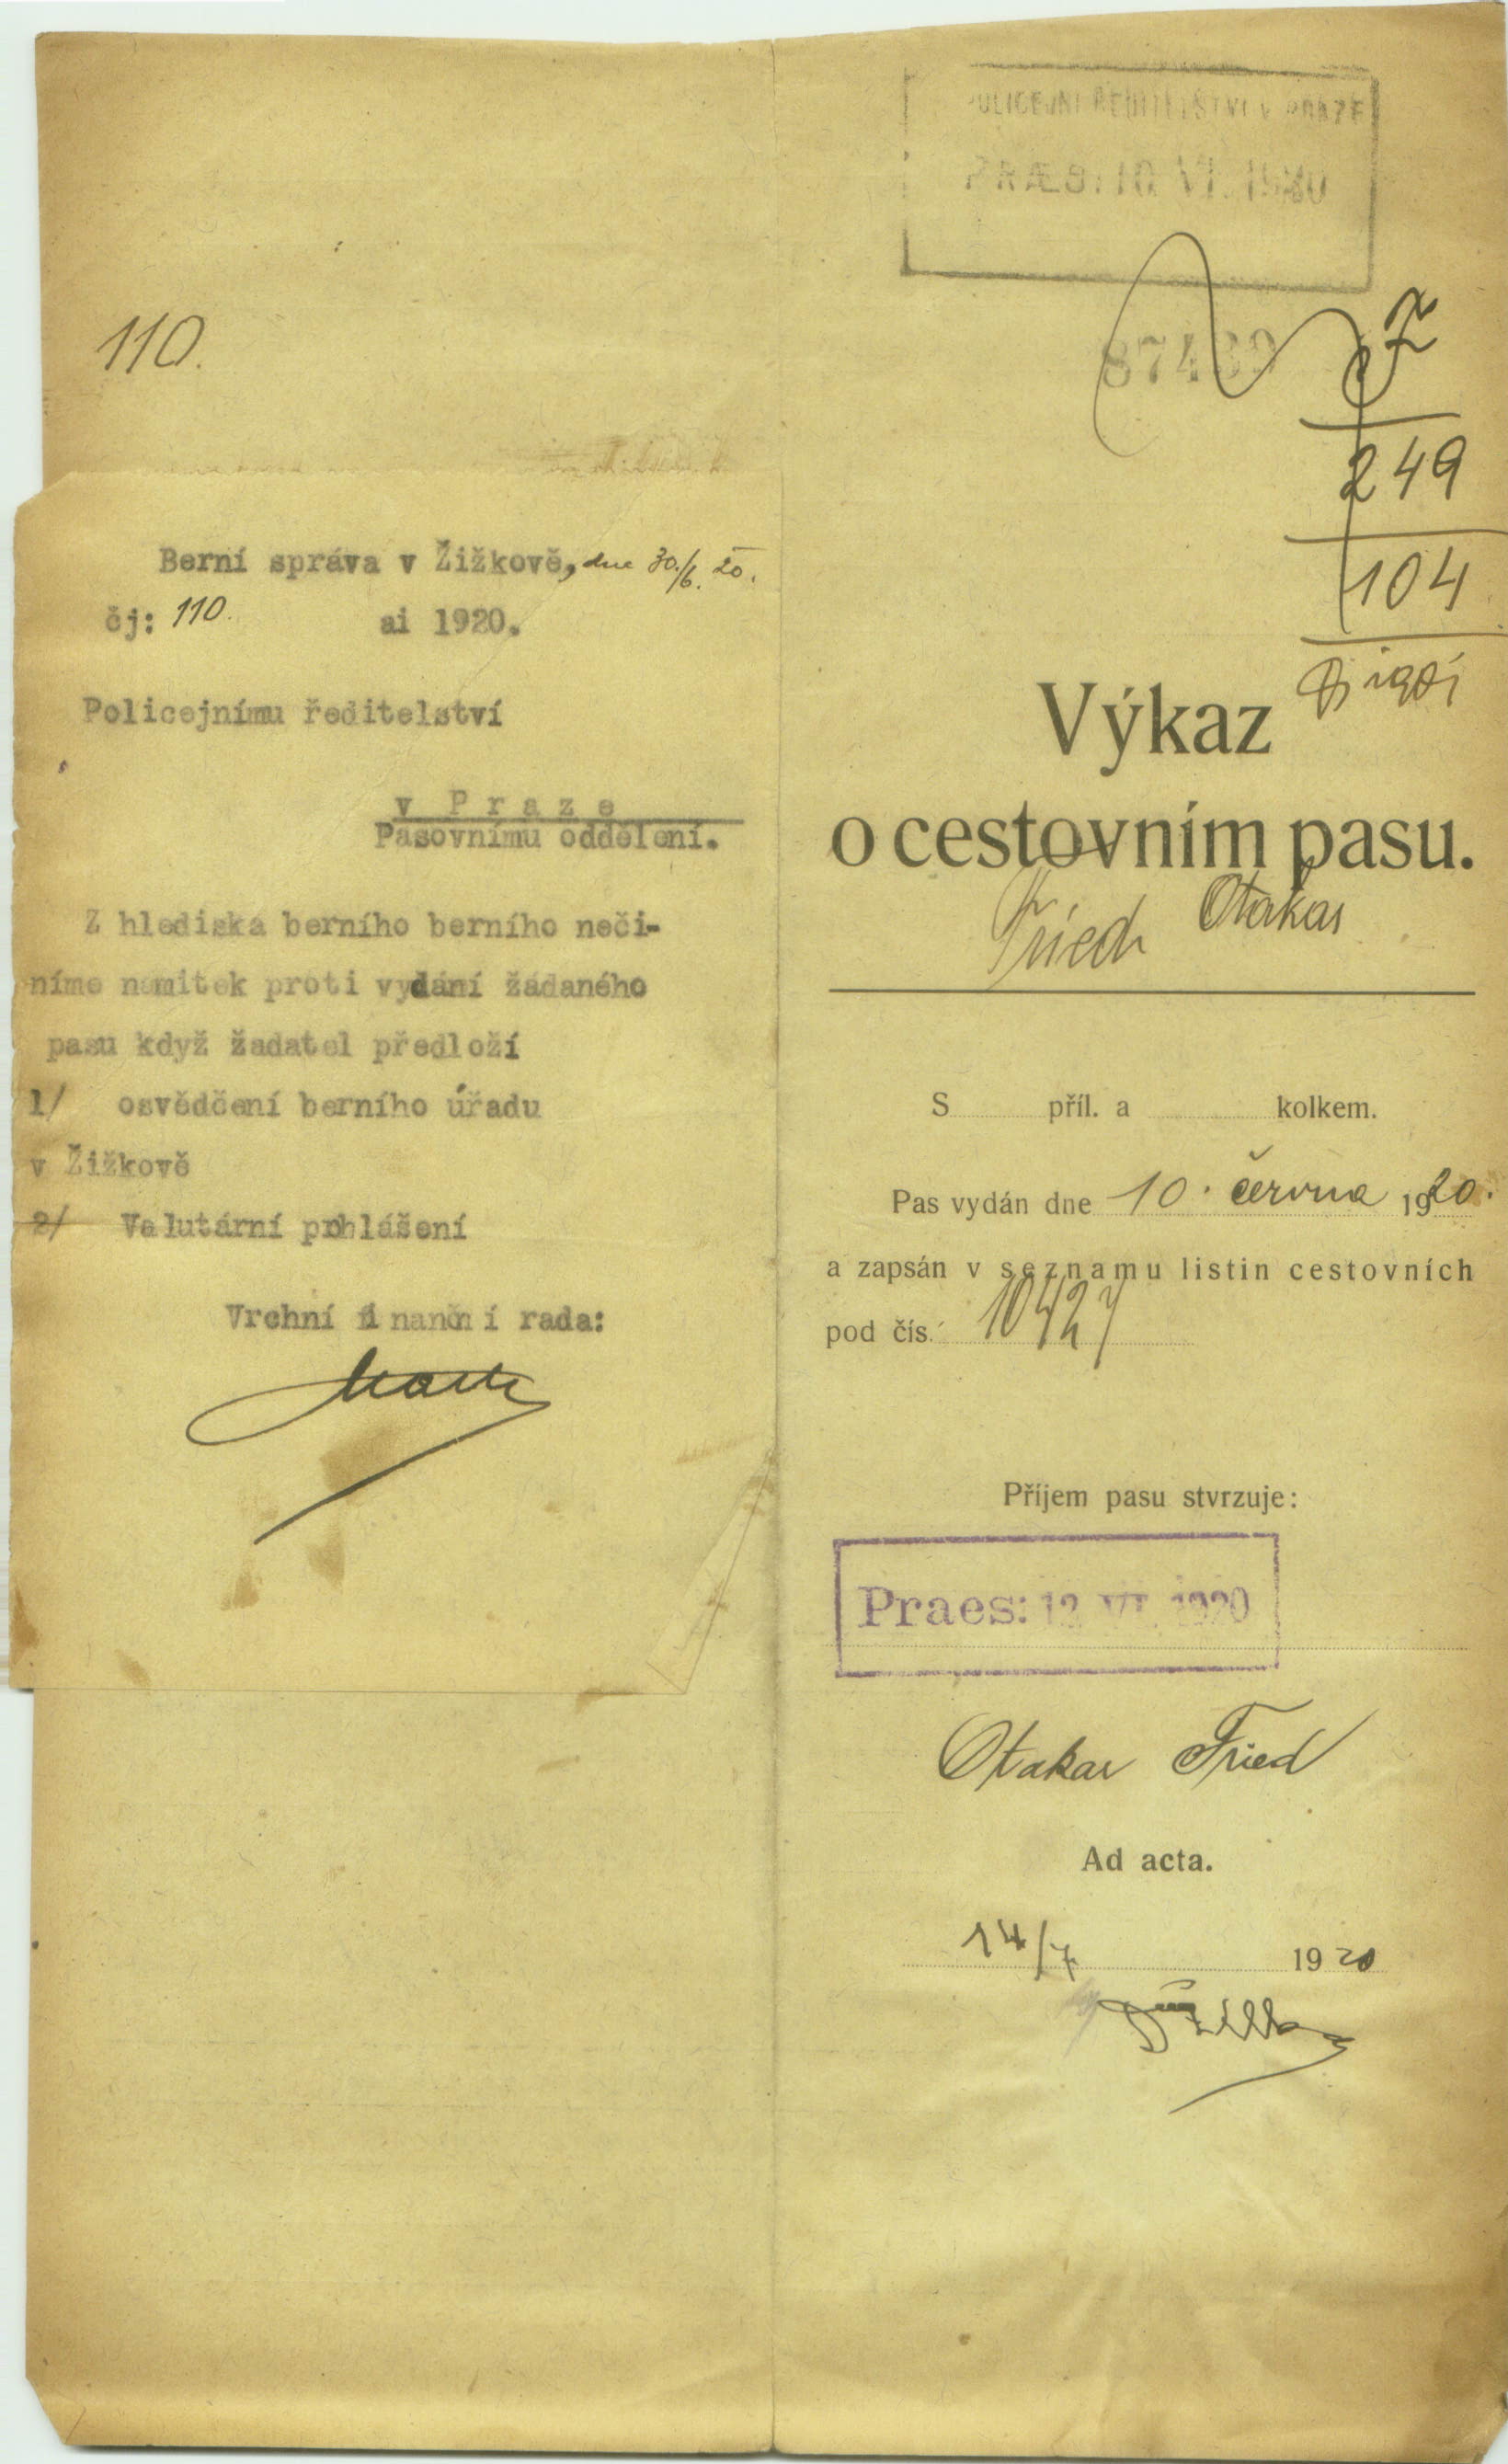 110.
Berní správa v Žižkově, dne 30./6. 20.
čj: 110. ai 1920.
Policejnímu ředitelství
v Praze
Pasovnímu oddělení.
Z hlediska berního berního neči-
níme namitek proti vydání žádaného
pasu když žadatel předloží
1/ osvědčení berního úřadu
v Žižkově
2/ Valutární prohlášení
Vrchní finanční rada:
POLICEJNÍ ŘEDITELSTVÍ V PRAZE
PRÆS: 10. VI. 1920
249
104
Výkaz
o cestovním pasu.
Fried Otakar
S příl. a kolkem.
Pas vydán dne 10. června 1920.
a zapsán v seznamu listin cestovních
pod čís. 10427
Příjem pasu stvrzuje:
Praes: 12 VI. 1920
Otakar Fried
Ad acta.
14/7 1920